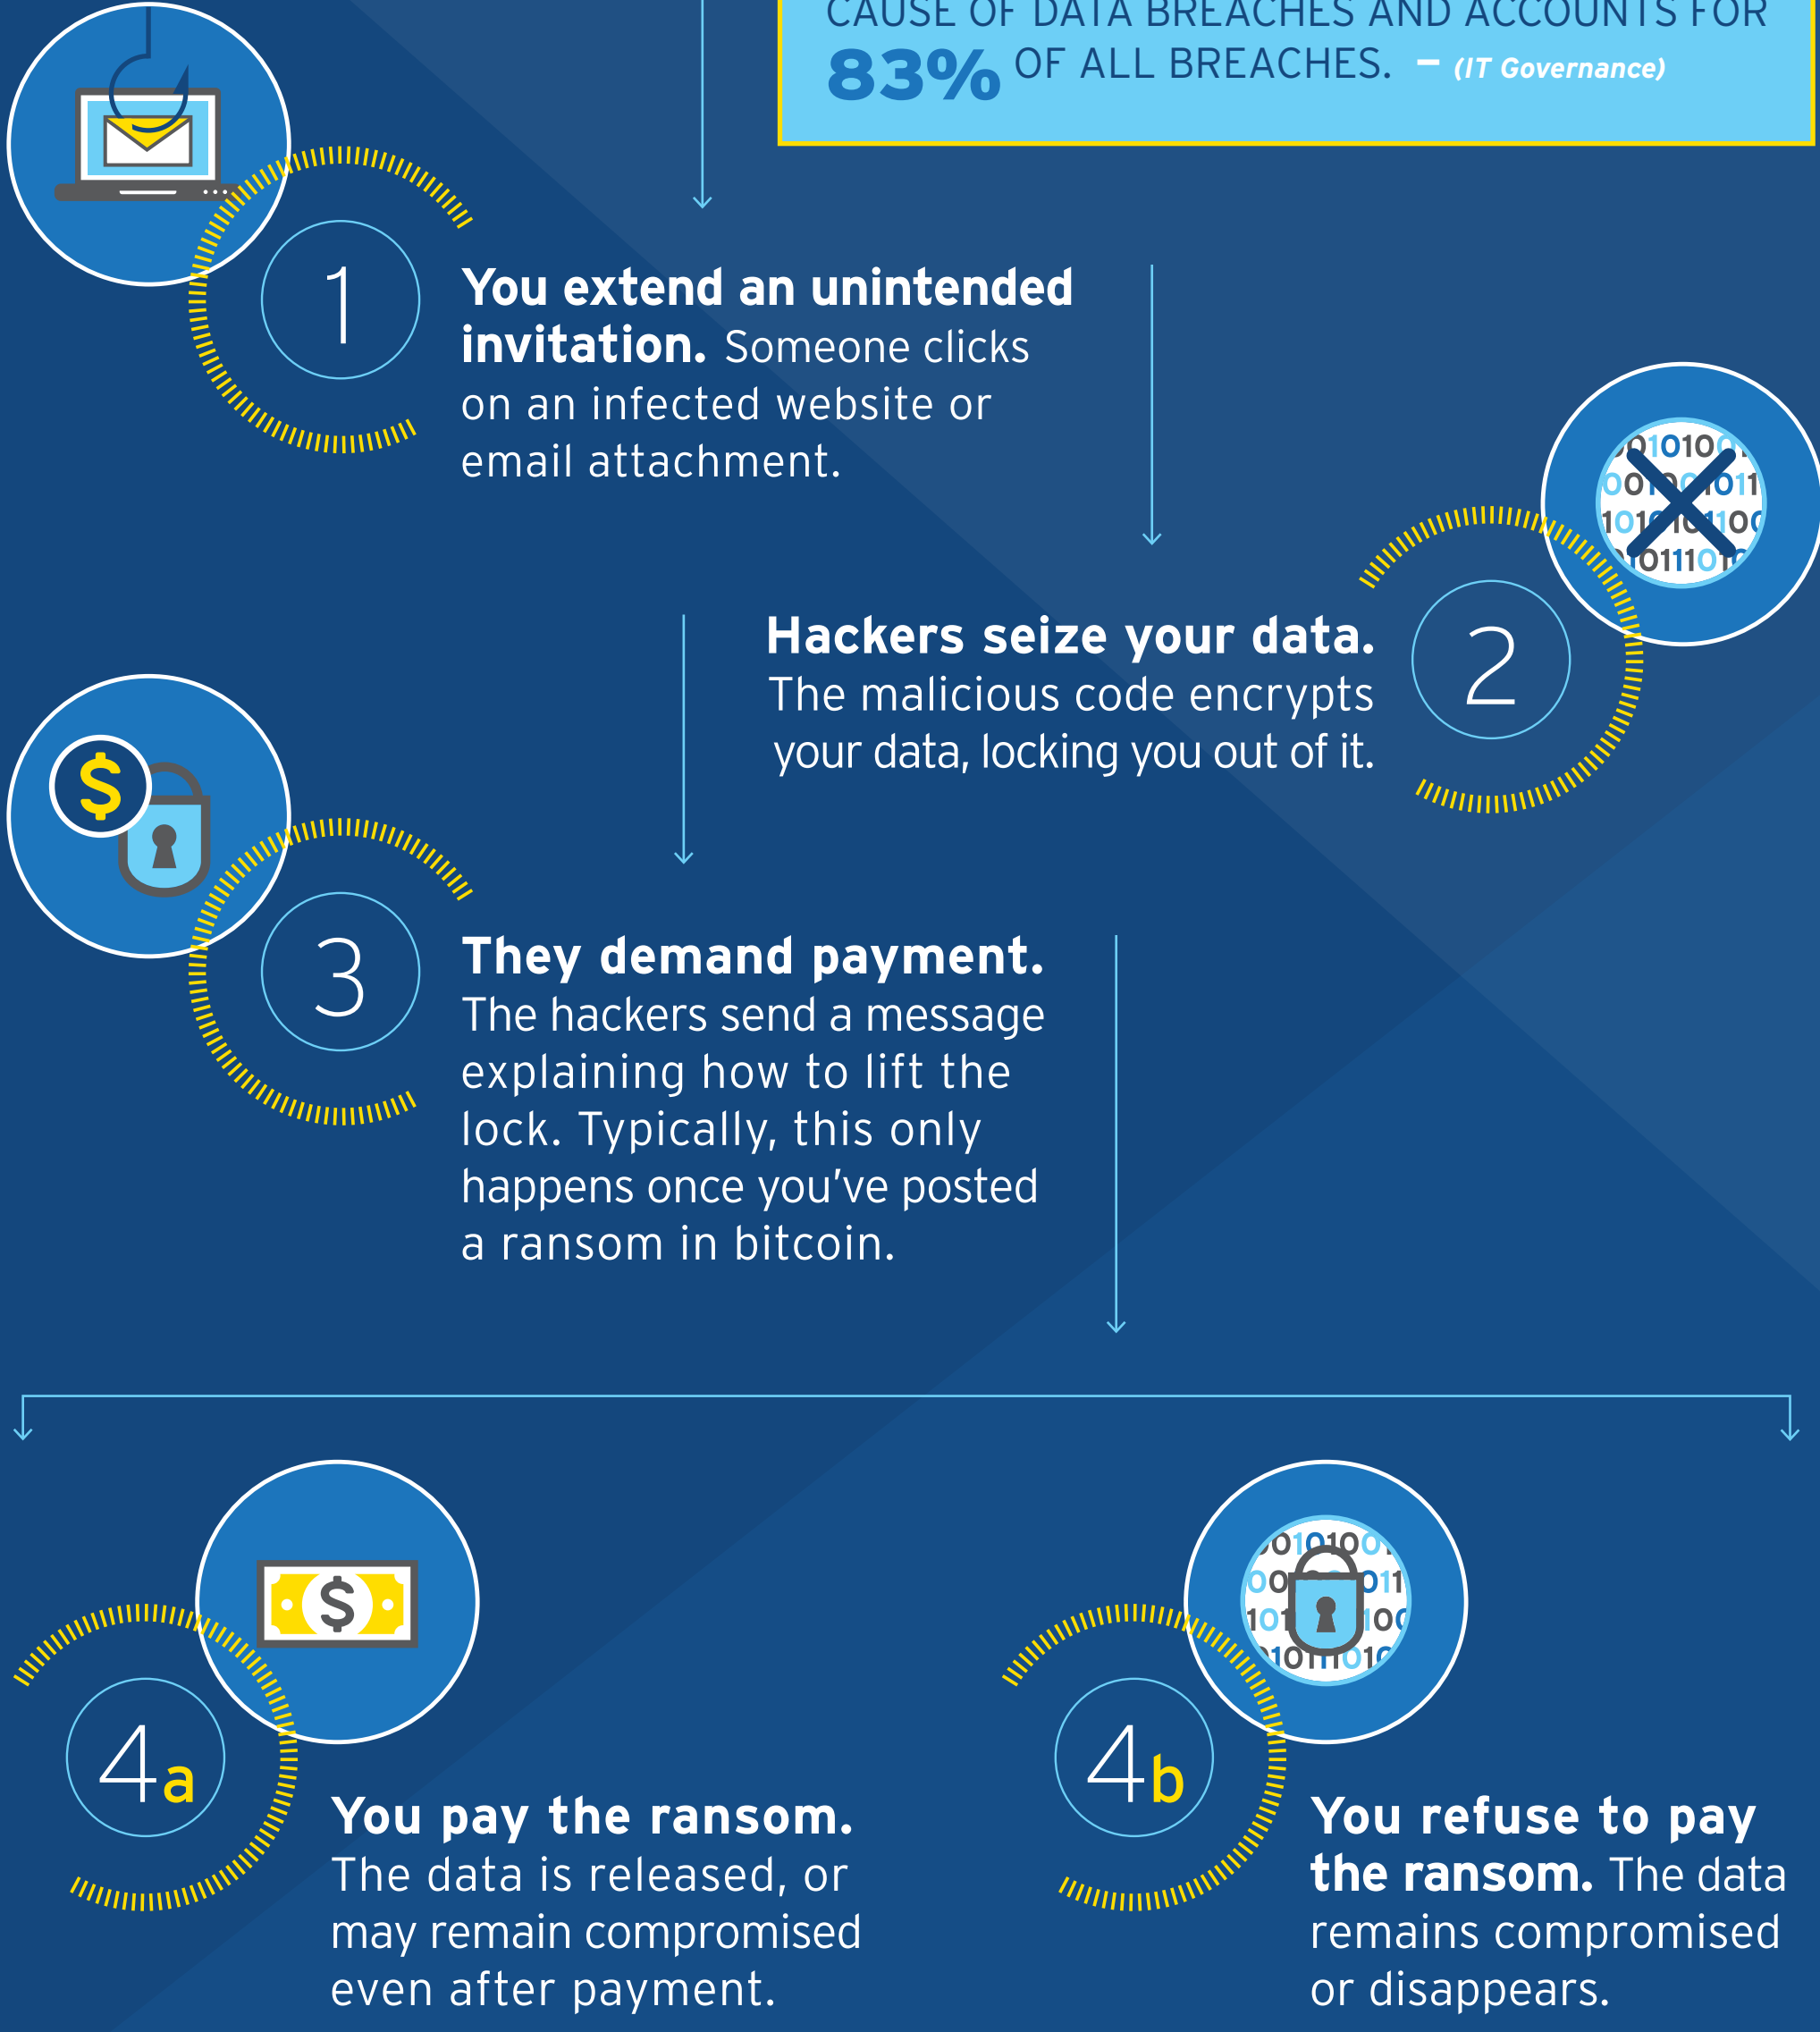 CAUSE OF DATA BREACHES AND ACCOUNTS FOR
83% OF ALL BREACHES. – (IT Governance)
1
You extend an unintended
invitation. Someone clicks
on an infected website or
email attachment.
2
Hackers seize your data.
The malicious code encrypts
your data, locking you out of it.
3
They demand payment.
The hackers send a message
explaining how to lift the
lock. Typically, this only
happens once you've posted
a ransom in bitcoin.
4a
You pay the ransom.
The data is released, or
may remain compromised
even after payment.
4b
You refuse to pay
the ransom. The data
remains compromised
or disappears.